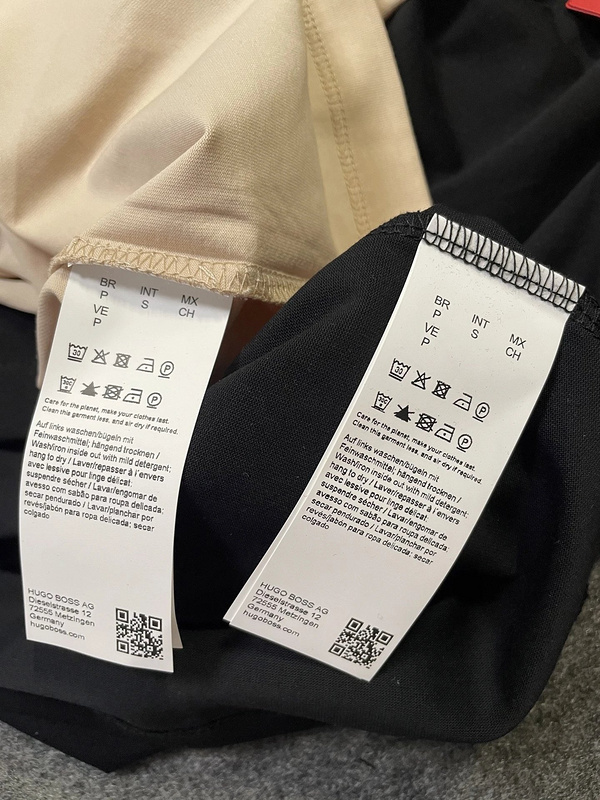 BR INT MX
P S CH
VE
P
30
P
30°C
P
Care for the planet, make your clothes last.
Clean this garment less, and air dry if required.
Auf links waschen/bügeln mit
Feinwaschmittel; hängend trocknen /
Wash/iron inside out with mild detergent;
hang to dry / Laver/repasser à l'envers
avec lessive pour linge délicat;
suspendre sécher / Lavar/engomar de
avesso com sabão para roupa delicada;
secar pendurado / Lavar/planchar por
revés/jabón para ropa delicada; secar
colgado
HUGO BOSS AG
Dieselstrasse 12
72555 Metzingen
Germany
hugoboss.com
BR INT MX
P S CH
VE
P
30
P
30°C
P
Care for the planet, make your clothes last.
Clean this garment less, and air dry if required.
Auf links waschen/bügeln mit
Feinwaschmittel; hängend trocknen /
Wash/iron inside out with mild detergent;
hang to dry / Laver/repasser à l'envers
avec lessive pour linge délicat;
suspendre sécher / Lavar/engomar de
avesso com sabão para roupa delicada;
secar pendurado / Lavar/planchar por
revés/jabón para ropa delicada; secar
colgado
HUGO BOSS AG
Dieselstrasse 12
72555 Metzingen
Germany
hugoboss.com